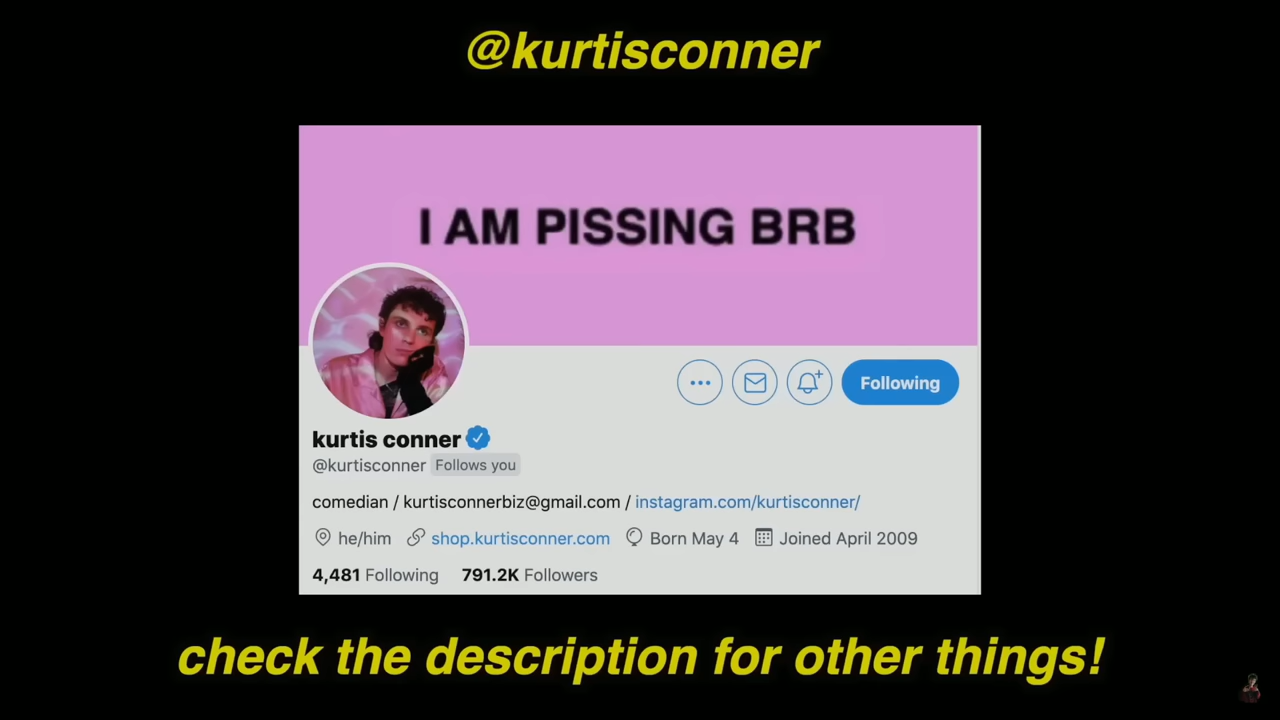 @kurtisconner
I AM PISSING BRB
Following
kurtis conner
@kurtisconner Follows you
comedian / kurtisconnerbiz@gmail.com / instagram.com/kurtisconner/
he/him shop.kurtisconner.com Born May 4 Joined April 2009
4,481 Following 791.2K Followers
check the description for other things!